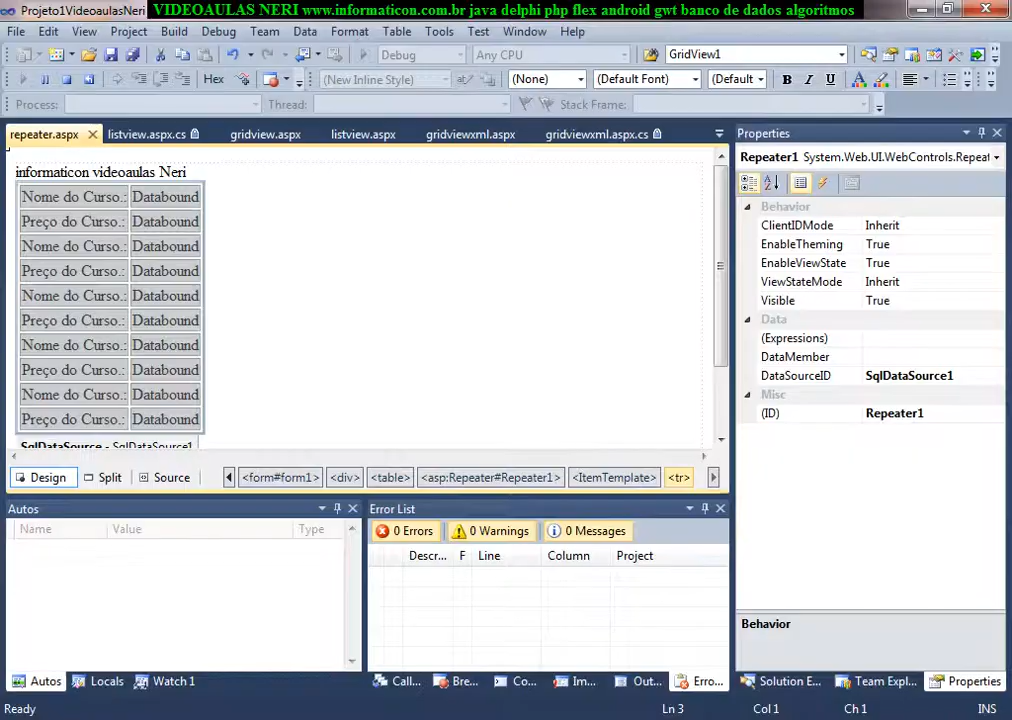 Projeto1VideoaulasNeri
VIDEOAULAS NERI www.informaticon.com.br java delphi php flex android gwt banco de dados algoritmos
File Edit View Project Build Debug Team Data Format Table Tools Test Window Help
Debug Any CPU GridView1
Hex (New Inline Style) (None) (Default Font) (Default B I U A
Process: Thread: Stack Frame:
repeater.aspx listview.aspx.cs gridview.aspx listview.aspx gridviewxml.aspx gridviewxml.aspx.cs
informaticon videoaulas Neri
Nome do Curso.: Databound
Preço do Curso.: Databound
Nome do Curso.: Databound
Preço do Curso.: Databound
Nome do Curso.: Databound
Preço do Curso.: Databound
Nome do Curso.: Databound
Preço do Curso.: Databound
Nome do Curso.: Databound
Preço do Curso.: Databound
SqlDataSource - SqlDataSource1
Design Split Source <form#form1> <div> <table> <asp:Repeater#Repeater1> <ItemTemplate> <tr>
Properties
Repeater1 System.Web.UI.WebControls.Repeat
Behavior
ClientIDMode Inherit
EnableTheming True
EnableViewState True
ViewStateMode Inherit
Visible True
Data
(Expressions)
DataMember
DataSourceID SqlDataSource1
Misc
(ID) Repeater1
Behavior
Autos
Name Value Type
Error List
0 Errors 0 Warnings 0 Messages
Descr... F Line Column Project
Autos Locals Watch 1
Call... Bre... Co... Im... Out... Erro...
Solution E... Team Expl... Properties
Ready Ln 3 Col 1 Ch 1 INS